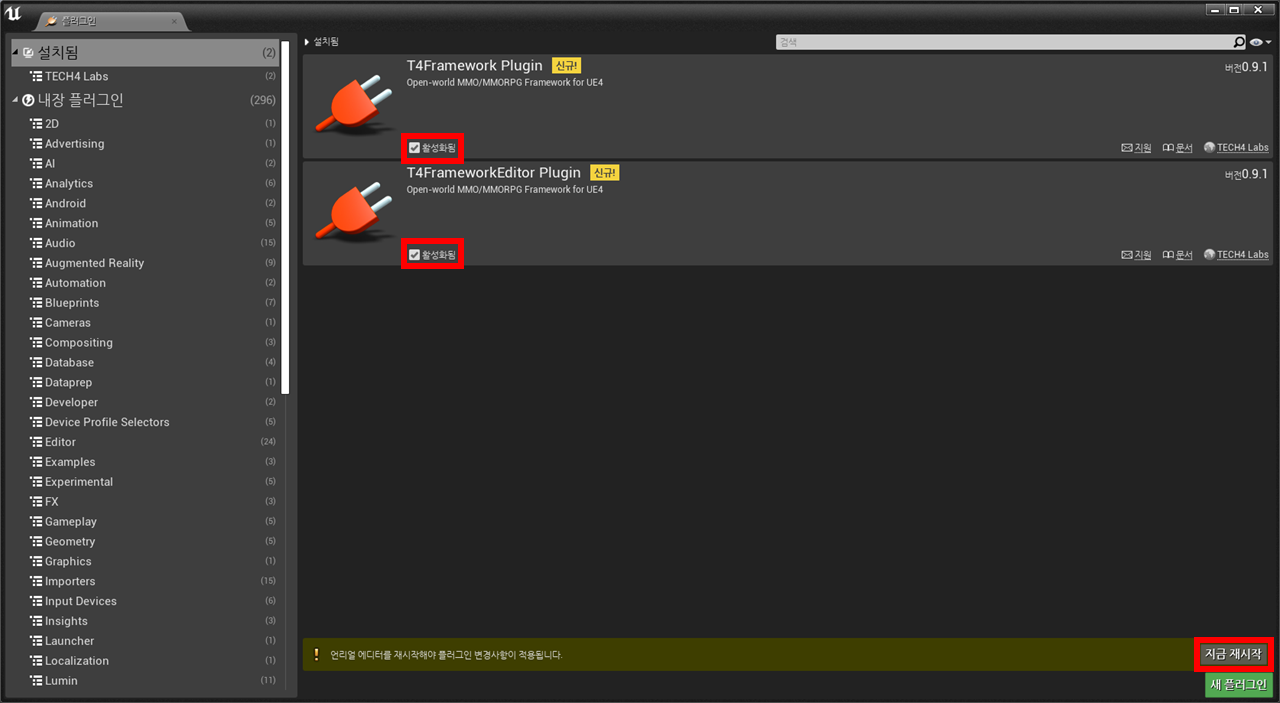 플러그인
설치됨 (2)
TECH4 Labs (2)
내장 플러그인 (296)
2D (1)
Advertising (1)
AI (2)
Analytics (6)
Android (2)
Animation (5)
Audio (15)
Augmented Reality (9)
Automation (2)
Blueprints (7)
Cameras (1)
Compositing (3)
Database (4)
Dataprep (1)
Developer (2)
Device Profile Selectors (5)
Editor (24)
Examples (3)
Experimental (5)
FX (3)
Gameplay (5)
Geometry (5)
Graphics (1)
Importers (15)
Input Devices (6)
Insights (3)
Launcher (1)
Localization (1)
Lumin (11)
설치됨
검색
T4Framework Plugin 신규! 버전0.9.1
Open-world MMO/MMORPG Framework for UE4
활성화됨 지원 문서 TECH4 Labs
T4FrameworkEditor Plugin 신규! 버전0.9.1
Open-world MMO/MMORPG Framework for UE4
활성화됨 지원 문서 TECH4 Labs
언리얼 에디터를 재시작해야 플러그인 변경사항이 적용됩니다. 지금 재시작
새 플러그인